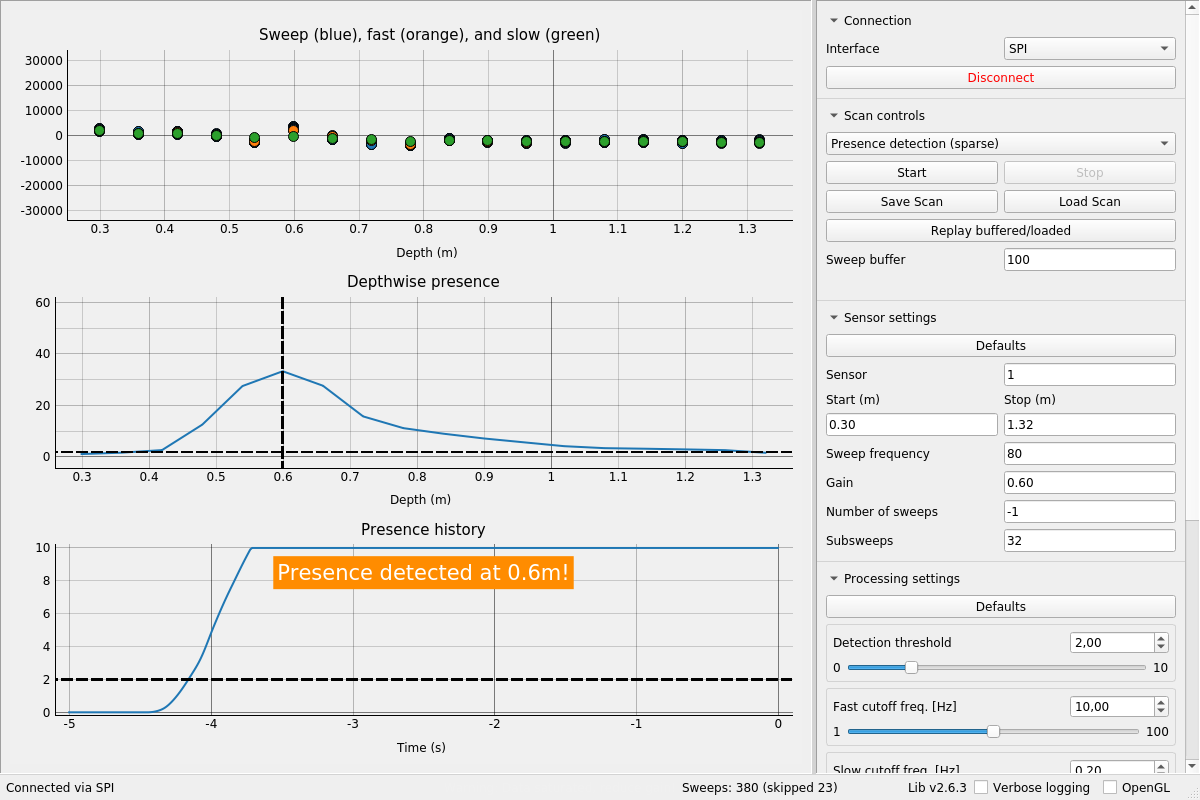 Sweep (blue), fast (orange), and slow (green)
30000
20000
10000
0
-10000
-20000
-30000
0.3 0.4 0.5 0.6 0.7 0.8 0.9 1 1.1 1.2 1.3
Depth (m)
Depthwise presence
60
40
20
0
0.3 0.4 0.5 0.6 0.7 0.8 0.9 1 1.1 1.2 1.3
Depth (m)
Presence history
10
8
6
4
2
0
Presence detected at 0.6m!
-5 -4 -3 -2 -1 0
Time (s)
Connection
Interface SPI
Disconnect
Scan controls
Presence detection (sparse)
Start Stop
Save Scan Load Scan
Replay buffered/loaded
Sweep buffer 100
Sensor settings
Defaults
Sensor 1
Start (m) Stop (m)
0.30 1.32
Sweep frequency 80
Gain 0.60
Number of sweeps -1
Subsweeps 32
Processing settings
Defaults
Detection threshold 2,00
0 10
Fast cutoff freq. [Hz] 10,00
1 100
Slow cutoff freq. [Hz] 0,20
Connected via SPI Sweeps: 380 (skipped 23) Lib v2.6.3 Verbose logging OpenGL